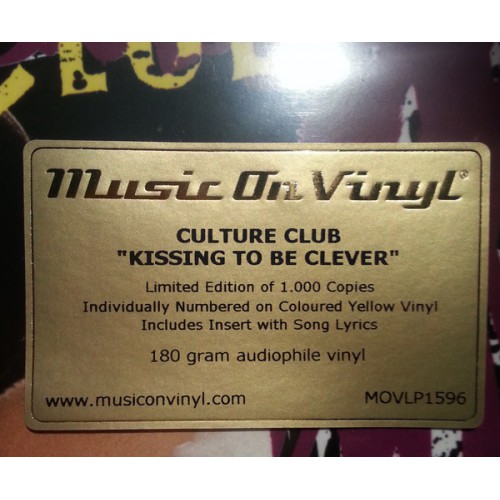 CLUB
Music On Vinyl®
CULTURE CLUB
"KISSING TO BE CLEVER"
Limited Edition of 1.000 Copies
Individually Numbered on Coloured Yellow Vinyl
Includes Insert with Song Lyrics
180 gram audiophile vinyl
www.musiconvinyl.com MOVLP1596